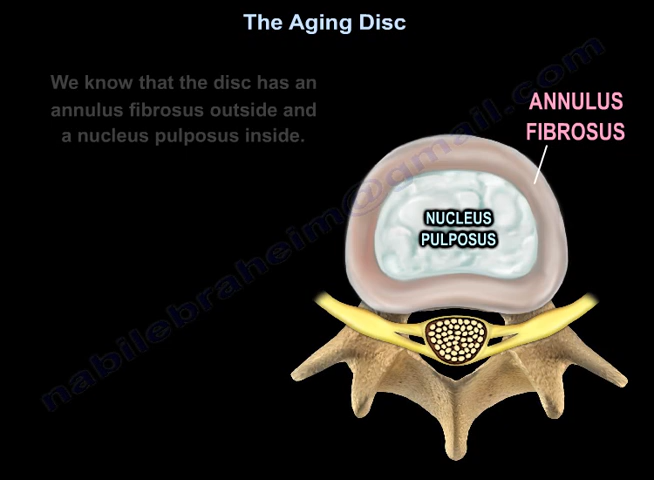 The Aging Disc
We know that the disc has an
annulus fibrosus outside and
a nucleus pulposus inside.
ANNULUS
FIBROSUS
NUCLEUS
PULPOSUS
nabilebraheim@gmail.com